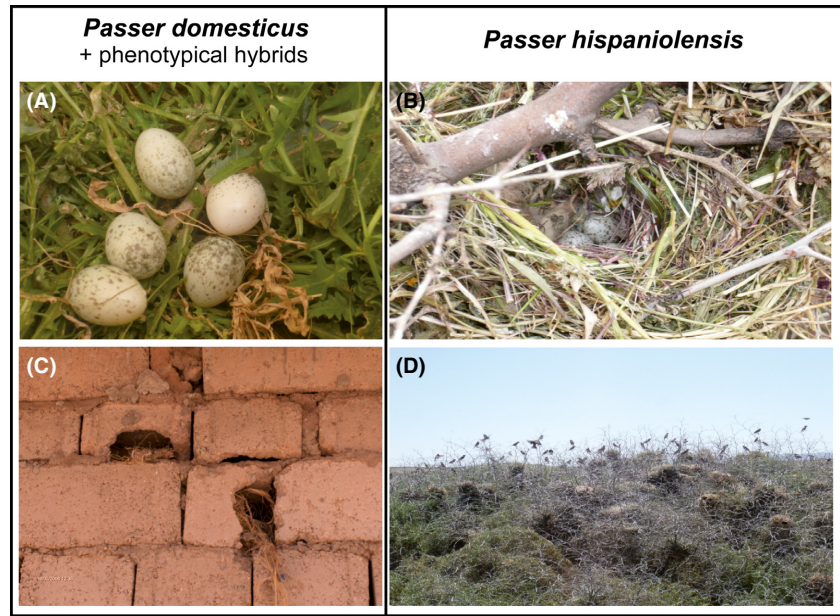 Passer domesticus
+ phenotypical hybrids
Passer hispaniolensis
(A)
(B)
(C)
(D)